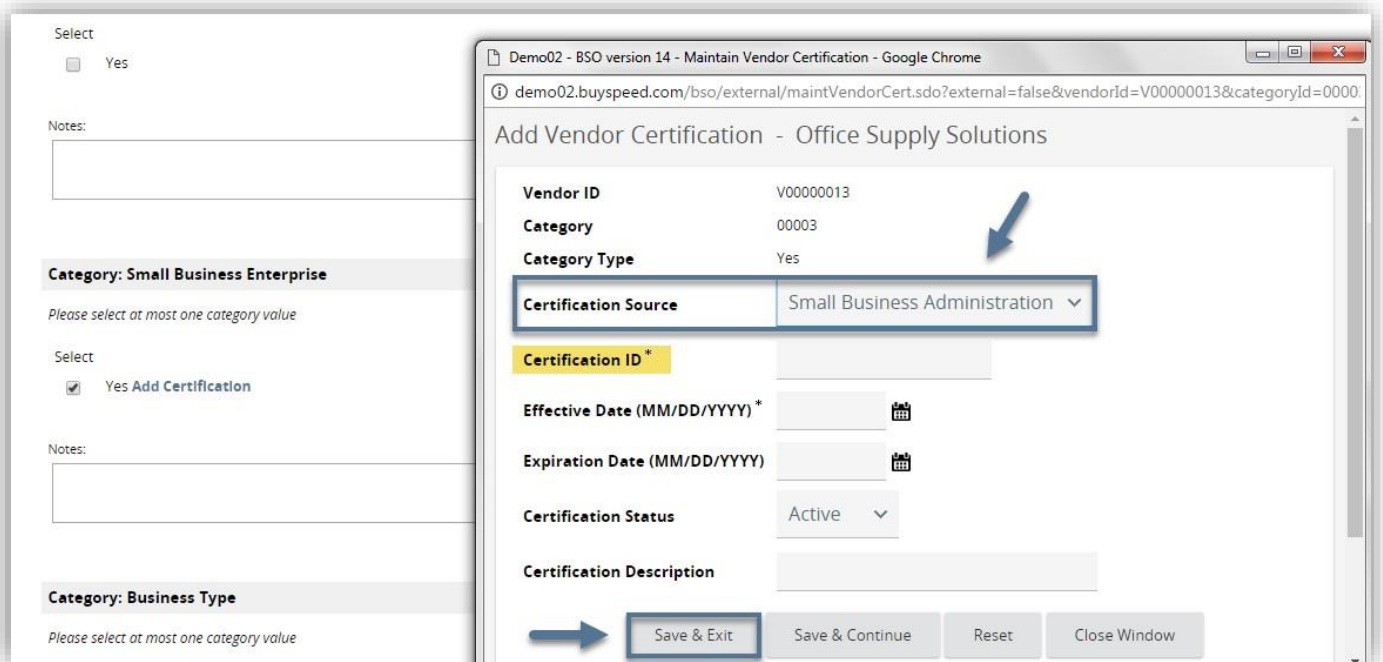 Select
Yes
Notes:
Category: Small Business Enterprise
Please select at most one category value
Select
Yes Add Certification
Notes:
Category: Business Type
Please select at most one category value
Demo02 - BSO version 14 - Maintain Vendor Certification - Google Chrome
demo02.buyspeed.com/bso/external/maintVendorCert.sdo?external=false&vendorId=V00000013&categoryId=0000
Add Vendor Certification - Office Supply Solutions
Vendor ID V00000013
Category 00003
Category Type Yes
Certification Source Small Business Administration
Certification ID*
Effective Date (MM/DD/YYYY)*
Expiration Date (MM/DD/YYYY)
Certification Status Active
Certification Description
Save & Exit Save & Continue Reset Close Window